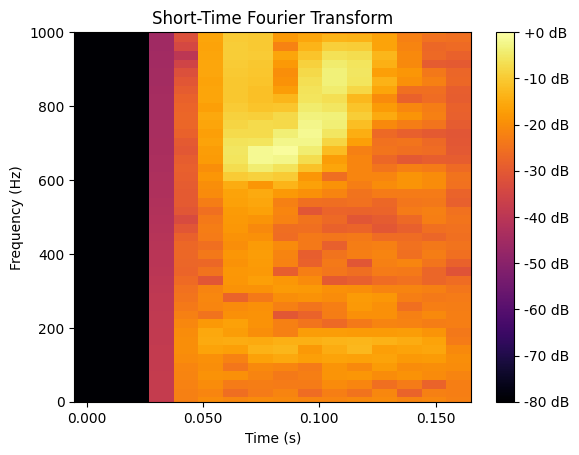 Short-Time Fourier Transform
1000
800
600
400
200
0
Frequency (Hz)
0.000
0.050
0.100
0.150
Time (s)
+0 dB
-10 dB
-20 dB
-30 dB
-40 dB
-50 dB
-60 dB
-70 dB
-80 dB